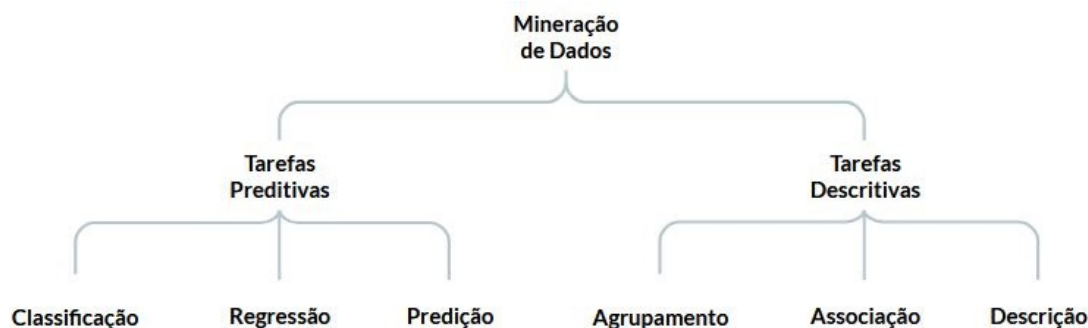 Mineração
de Dados
Tarefas
Preditivas
Tarefas
Descritivas
Classificação
Regressão
Predição
Agrupamento
Associação
Descrição